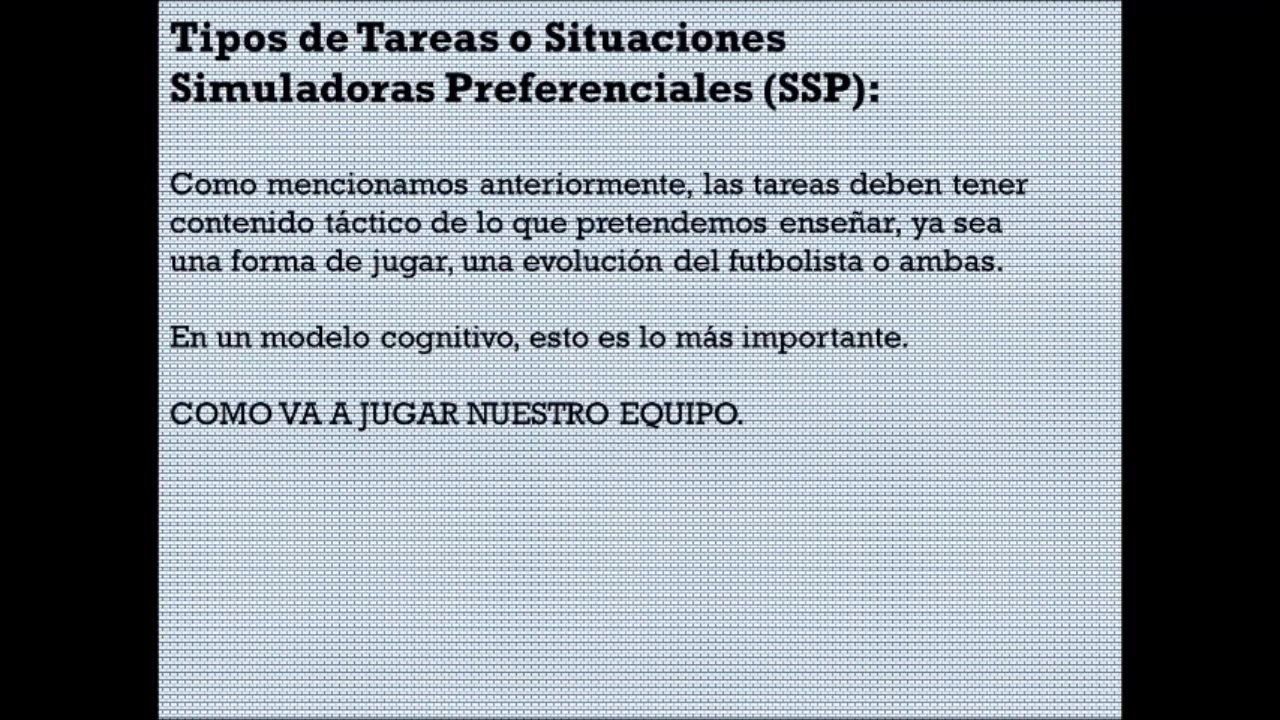 Tipos de Tareas o Situaciones
Simuladoras Preferenciales (SSP):
Como mencionamos anteriormente, las tareas deben tener
contenido táctico de lo que pretendemos enseñar, ya sea
una forma de jugar, una evolución del futbolista o ambas.
En un modelo cognitivo, esto es lo más importante.
COMO VA A JUGAR NUESTRO EQUIPO.